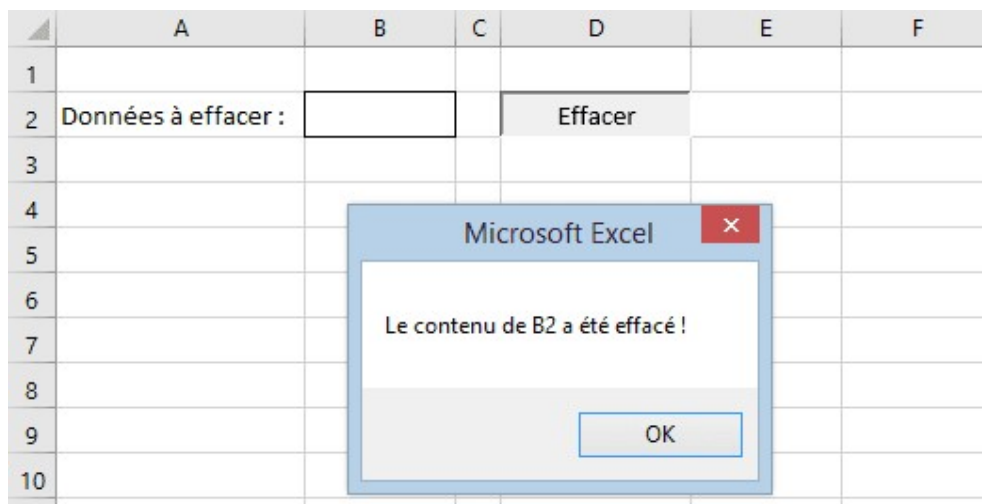 A B C D E F
1
2 Données à effacer : Effacer
3
4
Microsoft Excel
5
6
Le contenu de B2 a été effacé !
7
8
9 OK
10